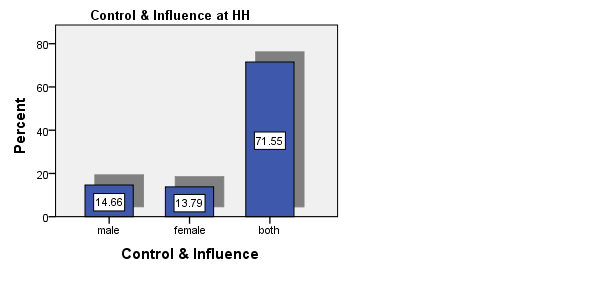 Control & Influence at HH
Percent
80
60
40
20
0
14.66
13.79
71.55
male
female
both
Control & Influence